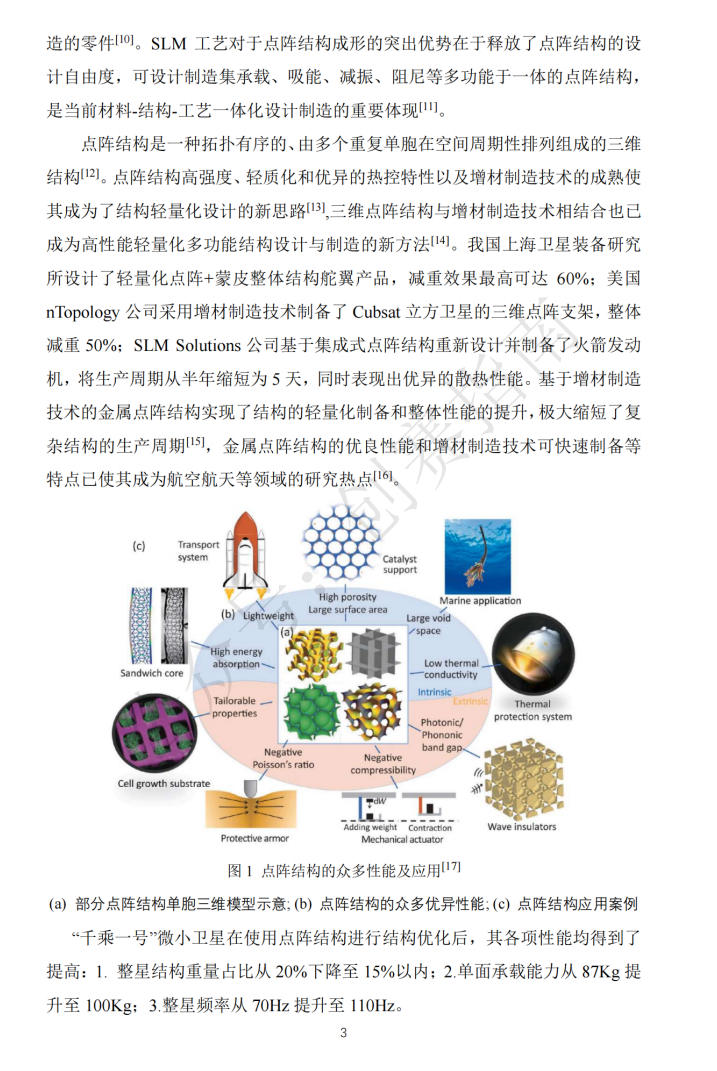 造的零件[10]。SLM 工艺对于点阵结构成形的突出优势在于释放了点阵结构的设
计自由度，可设计制造集承载、吸能、减振、阻尼等多功能于一体的点阵结构，
是当前材料-结构-工艺一体化设计制造的重要体现[11]。
点阵结构是一种拓扑有序的、由多个重复单胞在空间周期性排列组成的三维
结构[12]。点阵结构高强度、轻质化和优异的热控特性以及增材制造技术的成熟使
其成为了结构轻量化设计的新思路[13],三维点阵结构与增材制造技术相结合也已
成为高性能轻量化多功能结构设计与制造的新方法[14]。我国上海卫星装备研究
所设计了轻量化点阵+蒙皮整体结构舵翼产品，减重效果最高可达 60%；美国
nTopology 公司采用增材制造技术制备了 Cubsat 立方卫星的三维点阵支架，整体
减重 50%；SLM Solutions 公司基于集成式点阵结构重新设计并制备了火箭发动
机，将生产周期从半年缩短为 5 天，同时表现出优异的散热性能。基于增材制造
技术的金属点阵结构实现了结构的轻量化制备和整体性能的提升，极大缩短了复
杂结构的生产周期[15]，金属点阵结构的优良性能和增材制造技术可快速制备等
特点已使其成为航空航天等领域的研究热点[16]。
(c)
Transport system
Catalyst support
Marine application
(b)
Lightweight
High porosity
Large surface area
Large void space
(a)
High energy absorption
Low thermal conductivity
Sandwich core
Intrinsic
Extrinsic
Thermal protection system
Tailorable properties
Photonic/
Phononic
band gap
Negative Poisson's ratio
Negative compressibility
Cell growth substrate
dW
Adding weight
Contraction
Protective armor
Mechanical actuator
Wave insulators
图 1 点阵结构的众多性能及应用[17]
(a) 部分点阵结构单胞三维模型示意; (b) 点阵结构的众多优异性能; (c) 点阵结构应用案例
“千乘一号”微小卫星在使用点阵结构进行结构优化后，其各项性能均得到了
提高：1. 整星结构重量占比从 20%下降至 15%以内；2.单面承载能力从 87Kg 提
升至 100Kg；3.整星频率从 70Hz 提升至 110Hz。
3